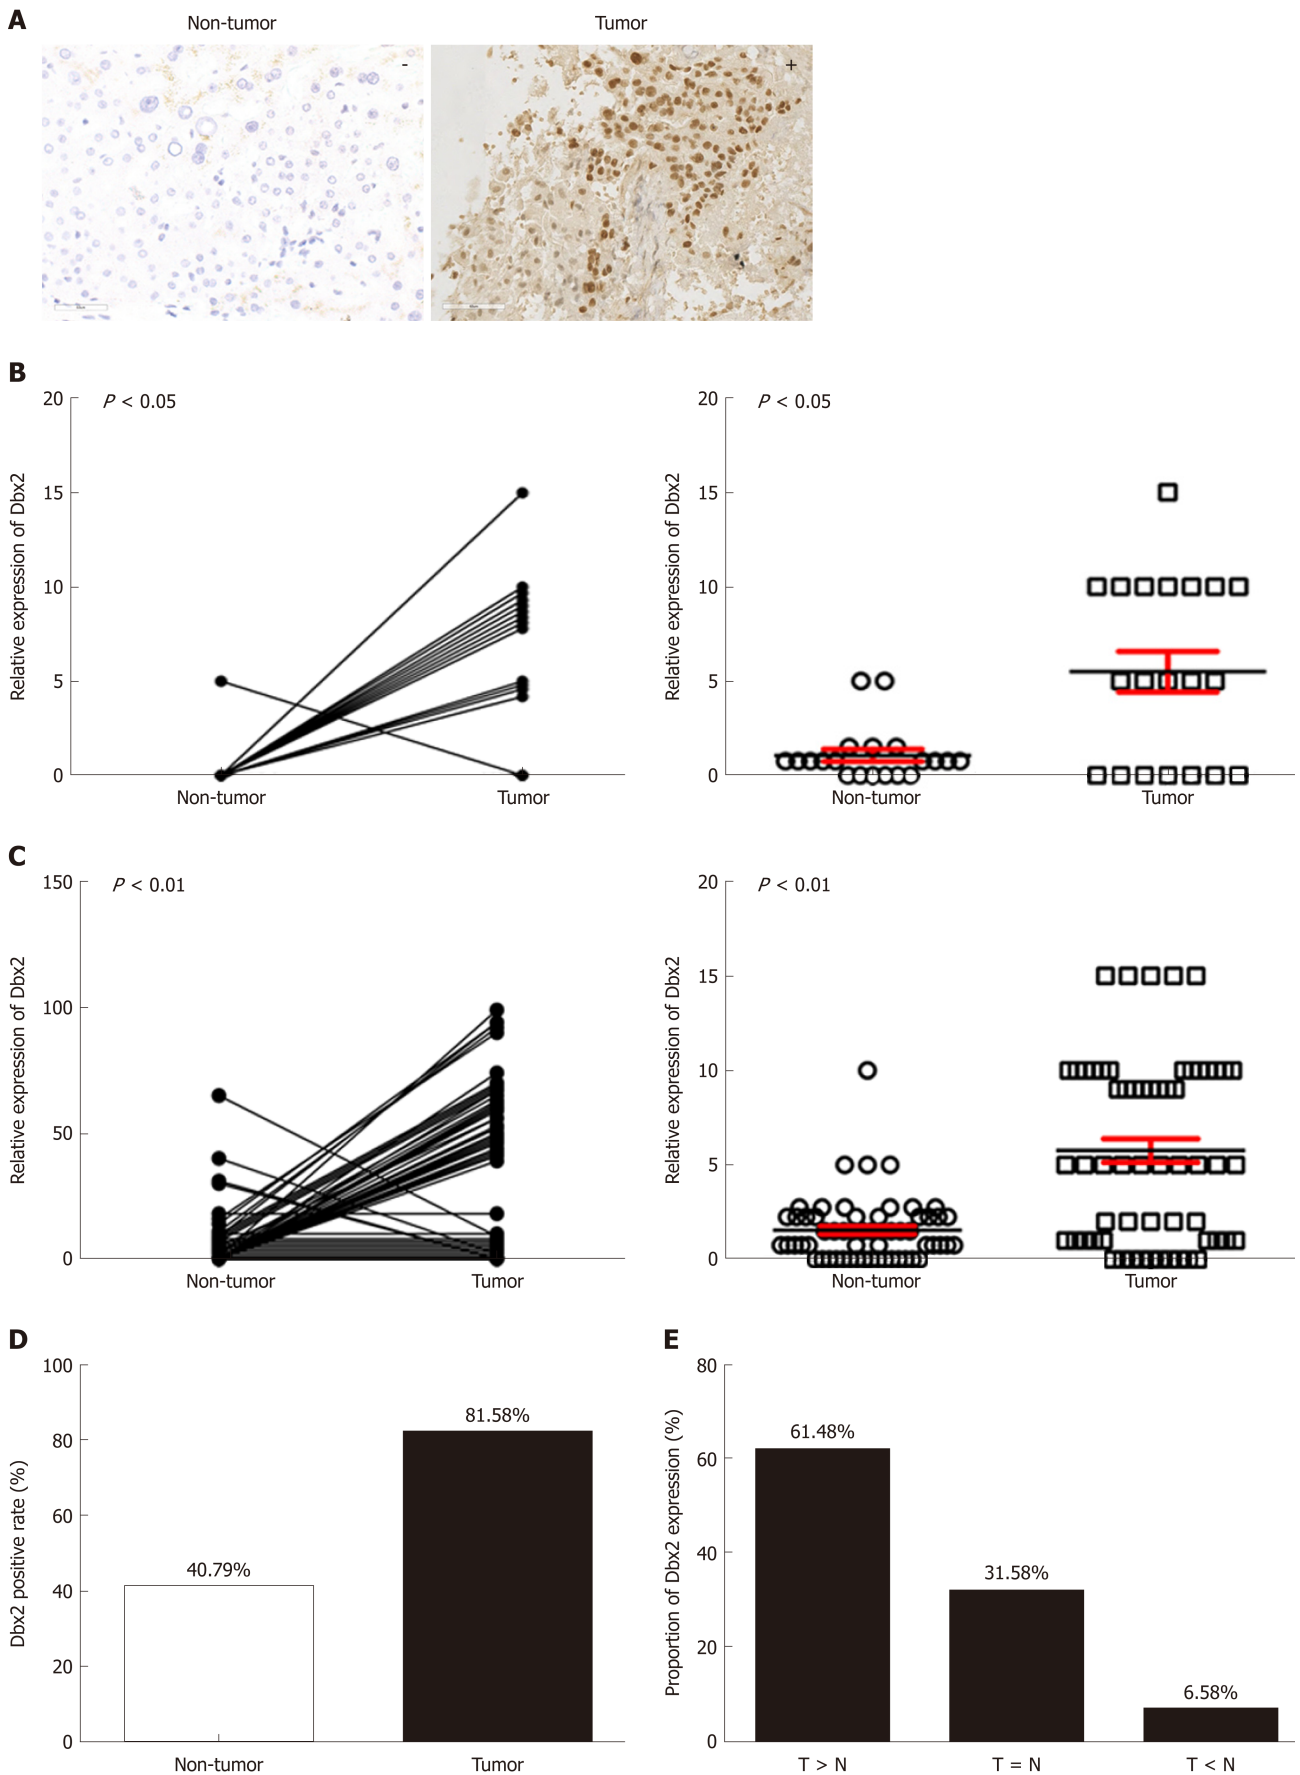 A
Non-tumor
Tumor
-
+
B
P < 0.05
Relative expression of Dbx2
20
15
10
5
0
Non-tumor
Tumor
P < 0.05
Relative expression of Dbx2
20
15
10
5
0
Non-tumor
Tumor
C
P < 0.01
Relative expression of Dbx2
150
100
50
0
Non-tumor
Tumor
P < 0.01
Relative expression of Dbx2
20
15
10
5
0
Non-tumor
Tumor
D
Dbx2 positive rate (%)
100
80
60
40
20
0
40.79%
81.58%
Non-tumor
Tumor
E
Proportion of Dbx2 expression (%)
80
60
40
20
0
61.48%
31.58%
6.58%
T > N
T = N
T < N